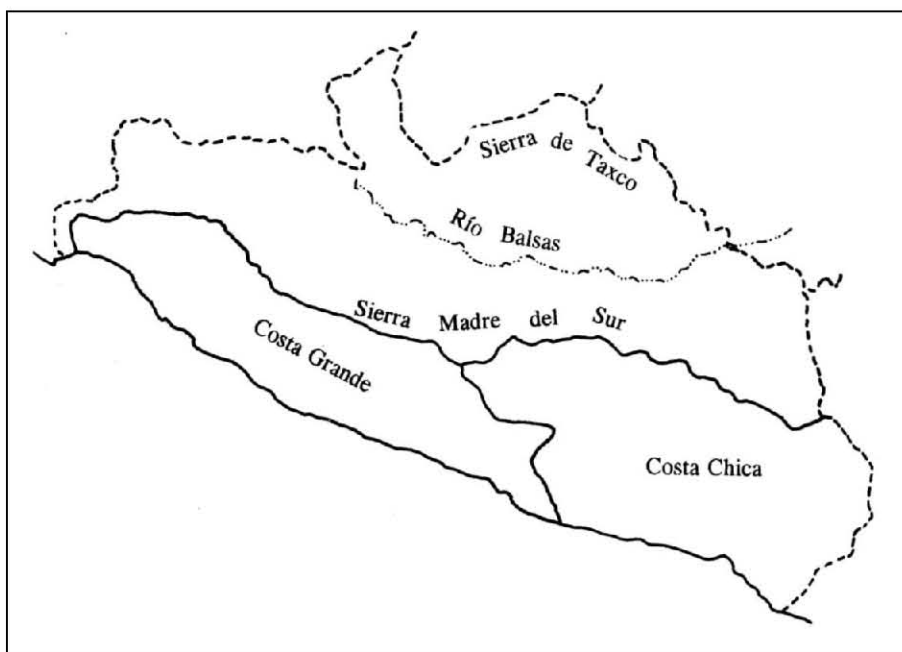 Sierra de Taxco
Río Balsas
Sierra Madre del Sur
Costa Grande
Costa Chica